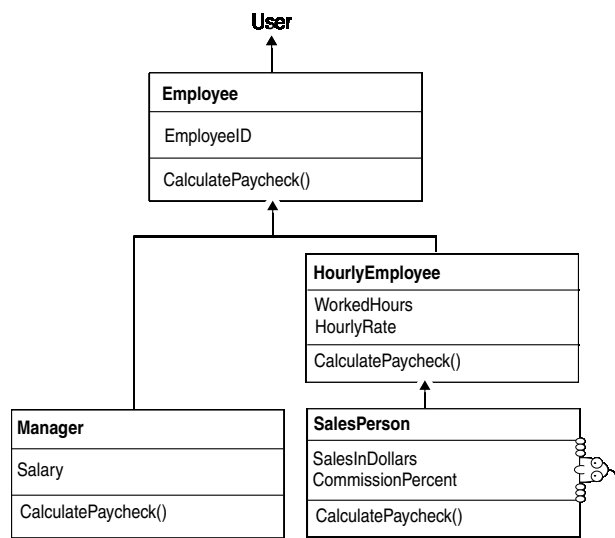 User
Employee
EmployeeID
CalculatePaycheck()
HourlyEmployee
WorkedHours
HourlyRate
CalculatePaycheck()
Manager
Salary
CalculatePaycheck()
SalesPerson
SalesInDollars
CommissionPercent
CalculatePaycheck()